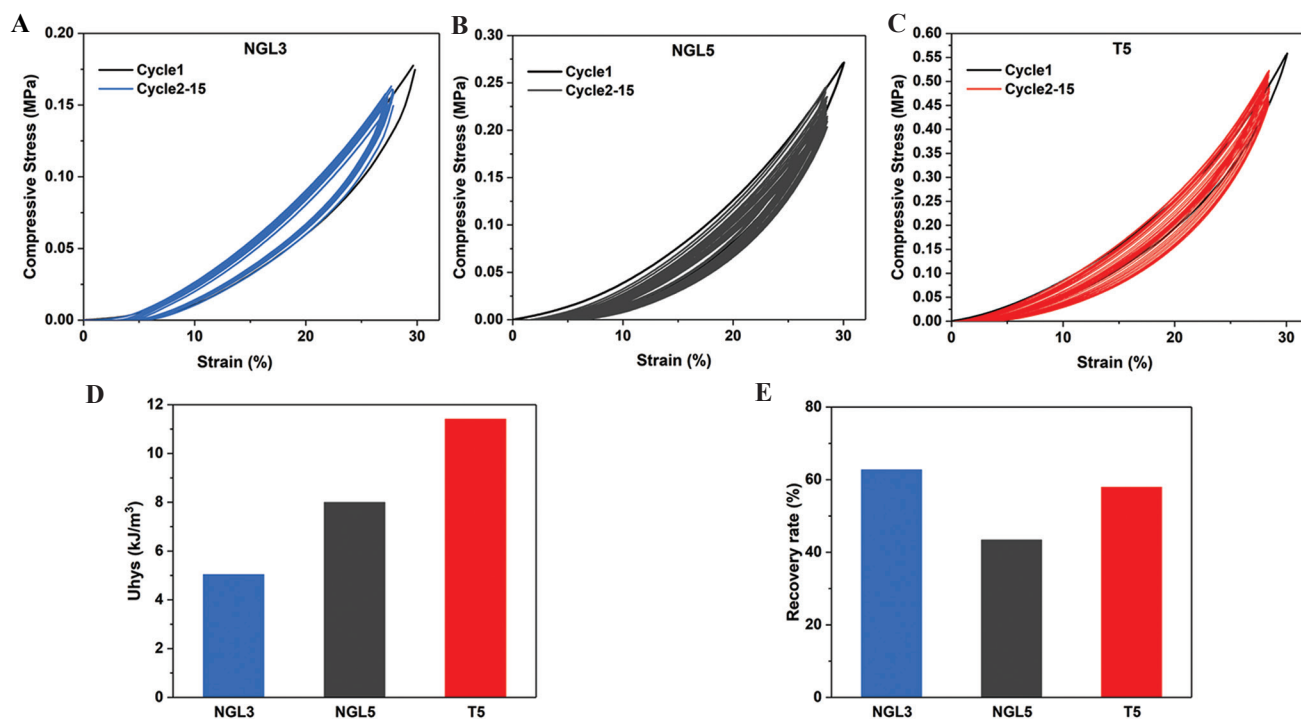 A
NGL3
Cycle1
Cycle2-15
Compressive Stress (MPa)
0.20
0.15
0.10
0.05
0.00
0
10
20
30
Strain (%)
B
NGL5
Cycle1
Cycle2-15
Compressive Stress (MPa)
0.30
0.25
0.20
0.15
0.10
0.05
0.00
0
10
20
30
Strain (%)
C
T5
Cycle1
Cycle2-15
Compressive Stress (MPa)
0.60
0.55
0.50
0.45
0.40
0.35
0.30
0.25
0.20
0.15
0.10
0.05
0.00
0
10
20
30
Strain (%)
D
Uhys (kJ/m³)
12
10
8
6
4
2
0
NGL3
NGL5
T5
E
Recovery rate (%)
80
60
40
20
0
NGL3
NGL5
T5